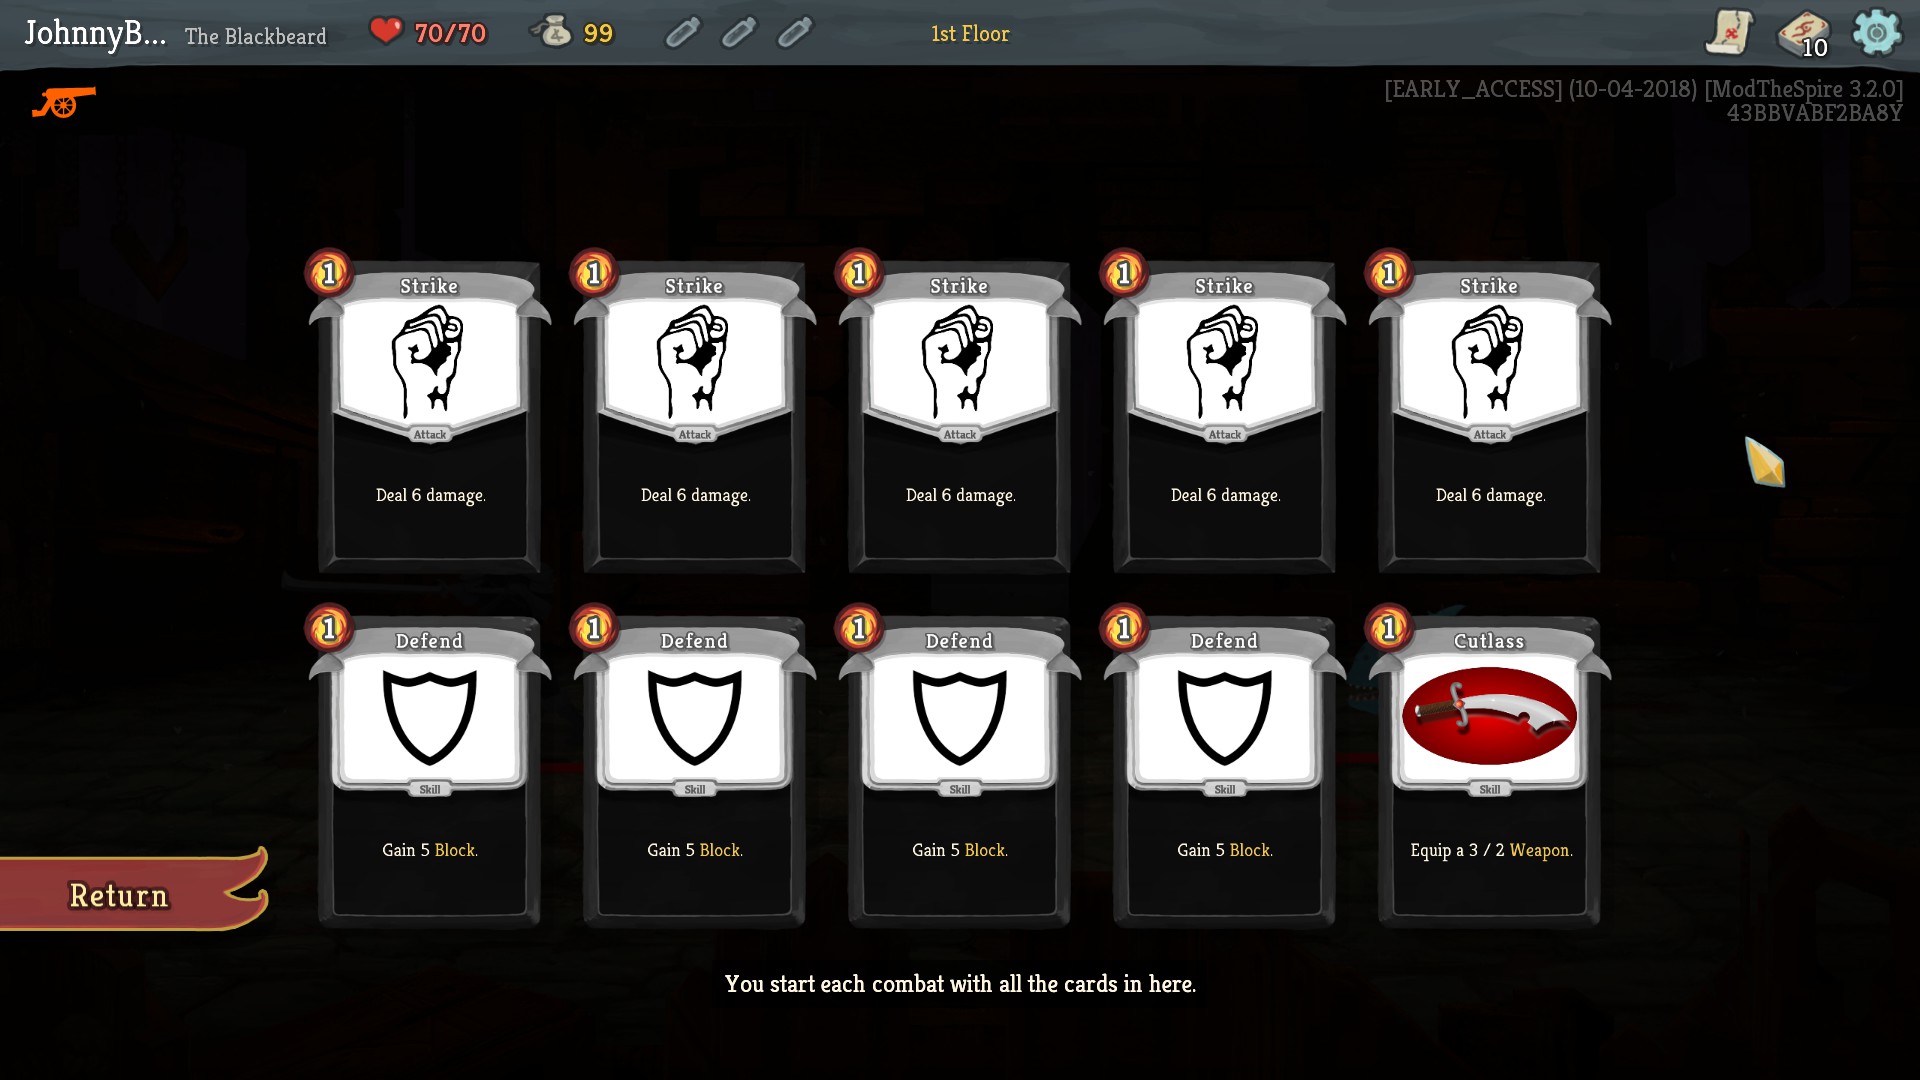 JohnnyB... The Blackbeard 70/70 99 1st Floor 10
[EARLY_ACCESS] (10-04-2018) [ModTheSpire 3.2.0]
43BBVABF2BA8Y
1 1 1 1 1
Strike Strike Strike Strike Strike
Attack Attack Attack Attack Attack
Deal 6 damage. Deal 6 damage. Deal 6 damage. Deal 6 damage. Deal 6 damage.
1 1 1 1 1
Defend Defend Defend Defend Cutlass
Skill Skill Skill Skill Skill
Gain 5 Block. Gain 5 Block. Gain 5 Block. Gain 5 Block. Equip a 3 / 2 Weapon.
Return
You start each combat with all the cards in here.